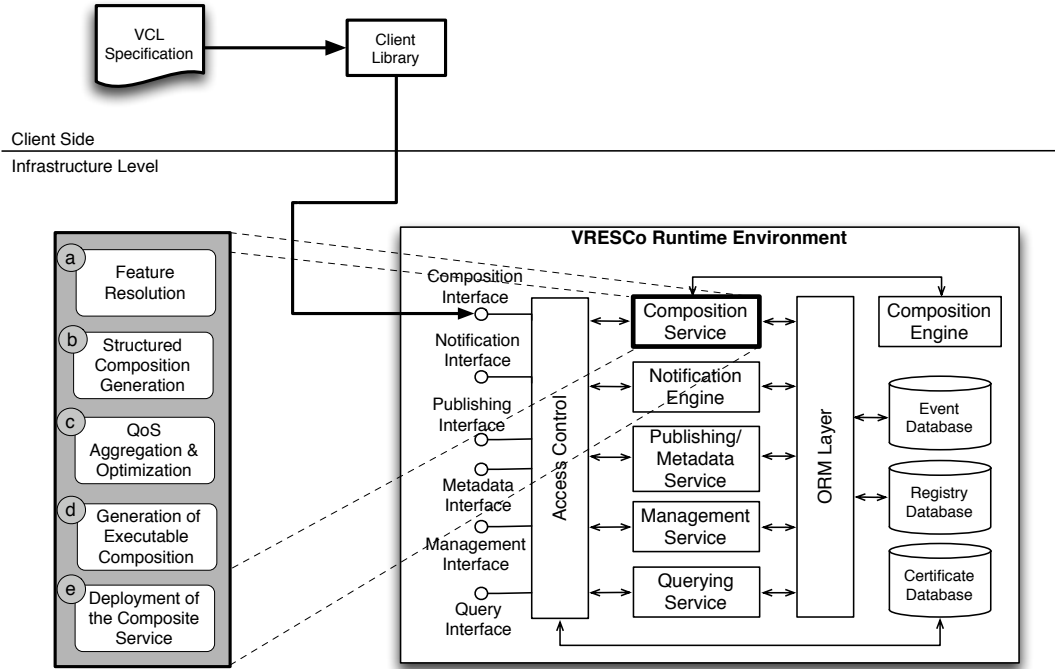 VCL
Specification
Client
Library
Client Side
Infrastructure Level
a
Feature
Resolution
b
Structured
Composition
Generation
c
QoS
Aggregation &
Optimization
d
Generation of
Executable
Composition
e
Deployment of
the Composite
Service
VRESCo Runtime Environment
Composition
Interface
Notification
Interface
Publishing
Interface
Metadata
Interface
Management
Interface
Query
Interface
Access Control
Composition
Service
Notification
Engine
Publishing/
Metadata
Service
Management
Service
Querying
Service
ORM Layer
Composition
Engine
Event
Database
Registry
Database
Certificate
Database